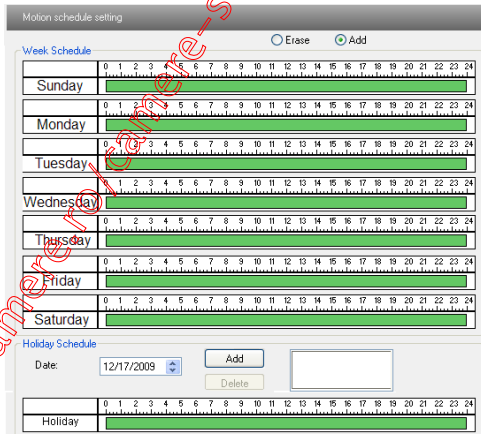 Motion schedule setting
Erase Add
Week Schedule
0 1 2 3 4 5 6 7 8 9 10 11 12 13 14 15 16 17 18 19 20 21 22 23 24
Sunday
0 1 2 3 4 5 6 7 8 9 10 11 12 13 14 15 16 17 18 19 20 21 22 23 24
Monday
0 1 2 3 4 5 6 7 8 9 10 11 12 13 14 15 16 17 18 19 20 21 22 23 24
Tuesday
0 1 2 3 4 5 6 7 8 9 10 11 12 13 14 15 16 17 18 19 20 21 22 23 24
Wednesday
0 1 2 3 4 5 6 7 8 9 10 11 12 13 14 15 16 17 18 19 20 21 22 23 24
Thursday
0 1 2 3 4 5 6 7 8 9 10 11 12 13 14 15 16 17 18 19 20 21 22 23 24
Friday
0 1 2 3 4 5 6 7 8 9 10 11 12 13 14 15 16 17 18 19 20 21 22 23 24
Saturday
Holiday Schedule
Date: 12/17/2009 Add
Delete
0 1 2 3 4 5 6 7 8 9 10 11 12 13 14 15 16 17 18 19 20 21 22 23 24
Holiday
amere.ro/camere-s